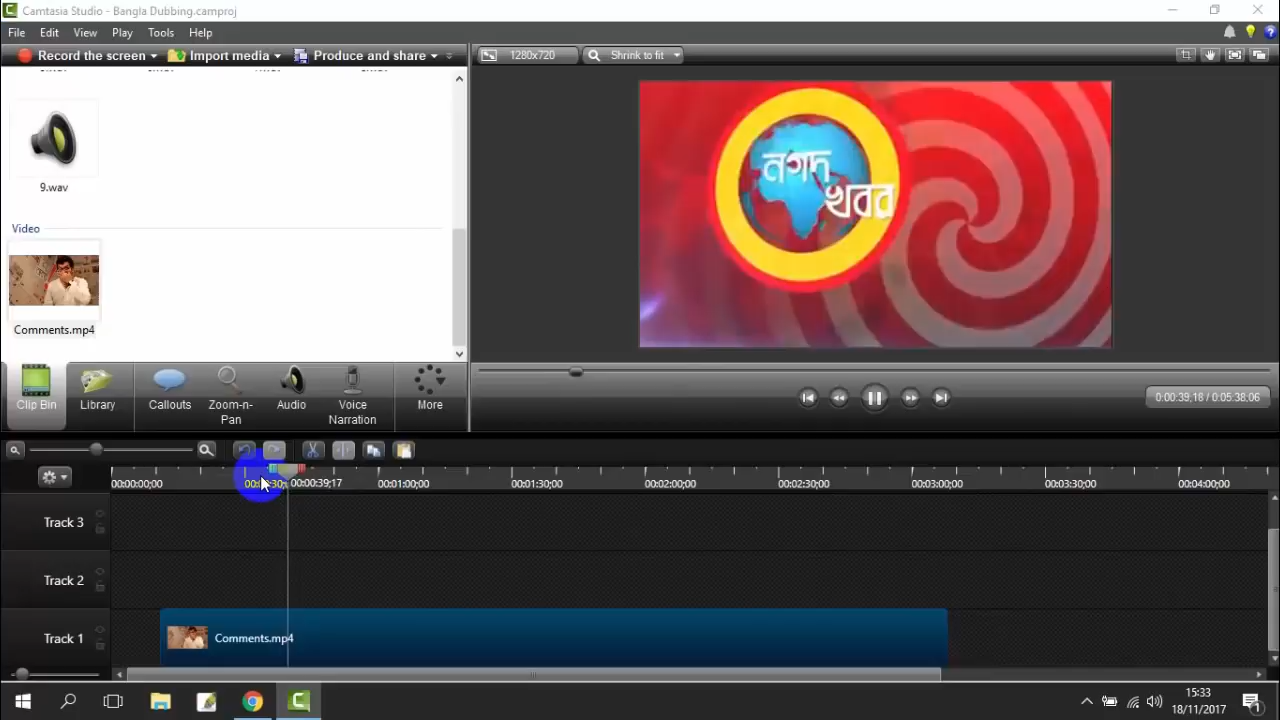 Camtasia Studio - Bangla Dubbing.camproj
File Edit View Play Tools Help
Record the screen Import media Produce and share
1280x720 Shrink to fit
9.wav
Video
Comments.mp4
নগদ
খবর
Clip Bin Library Callouts Zoom-n-Pan Audio Voice Narration More
0:00:39,18 / 0:05:38,06
00:00:00;00 00:00:39;17 00:01:00;00 00:01:30;00 00:02:00;00 00:02:30;00 00:03:00;00 00:03:30;00 00:04:00;00
Track 3
Track 2
Track 1 Comments.mp4
15:33
18/11/2017
1